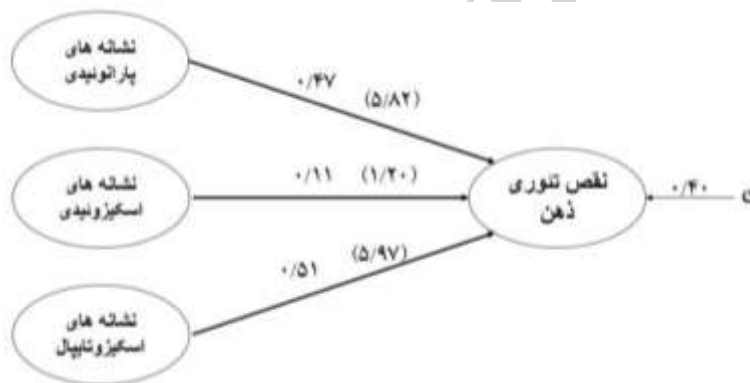 نشانه های
پارانوئیدی
۰/۴۷ (۵/۸۲)
نشانه های
اسکیزوئیدی
۰/۱۱ (۱/۲۰)
نقص تئوری
ذهن
۰/۴۰
۰/۵۱ (۵/۹۷)
نشانه های
اسکیزوتایپال